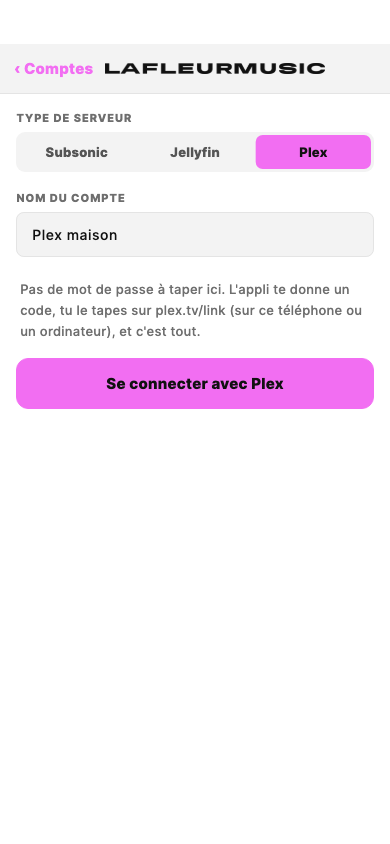 ‹ Comptes LAFLEURMUSIC
TYPE DE SERVEUR
Subsonic Jellyfin Plex
NOM DU COMPTE
Plex maison
Pas de mot de passe à taper ici. L'appli te donne un
code, tu le tapes sur plex.tv/link (sur ce téléphone ou
un ordinateur), et c'est tout.
Se connecter avec Plex